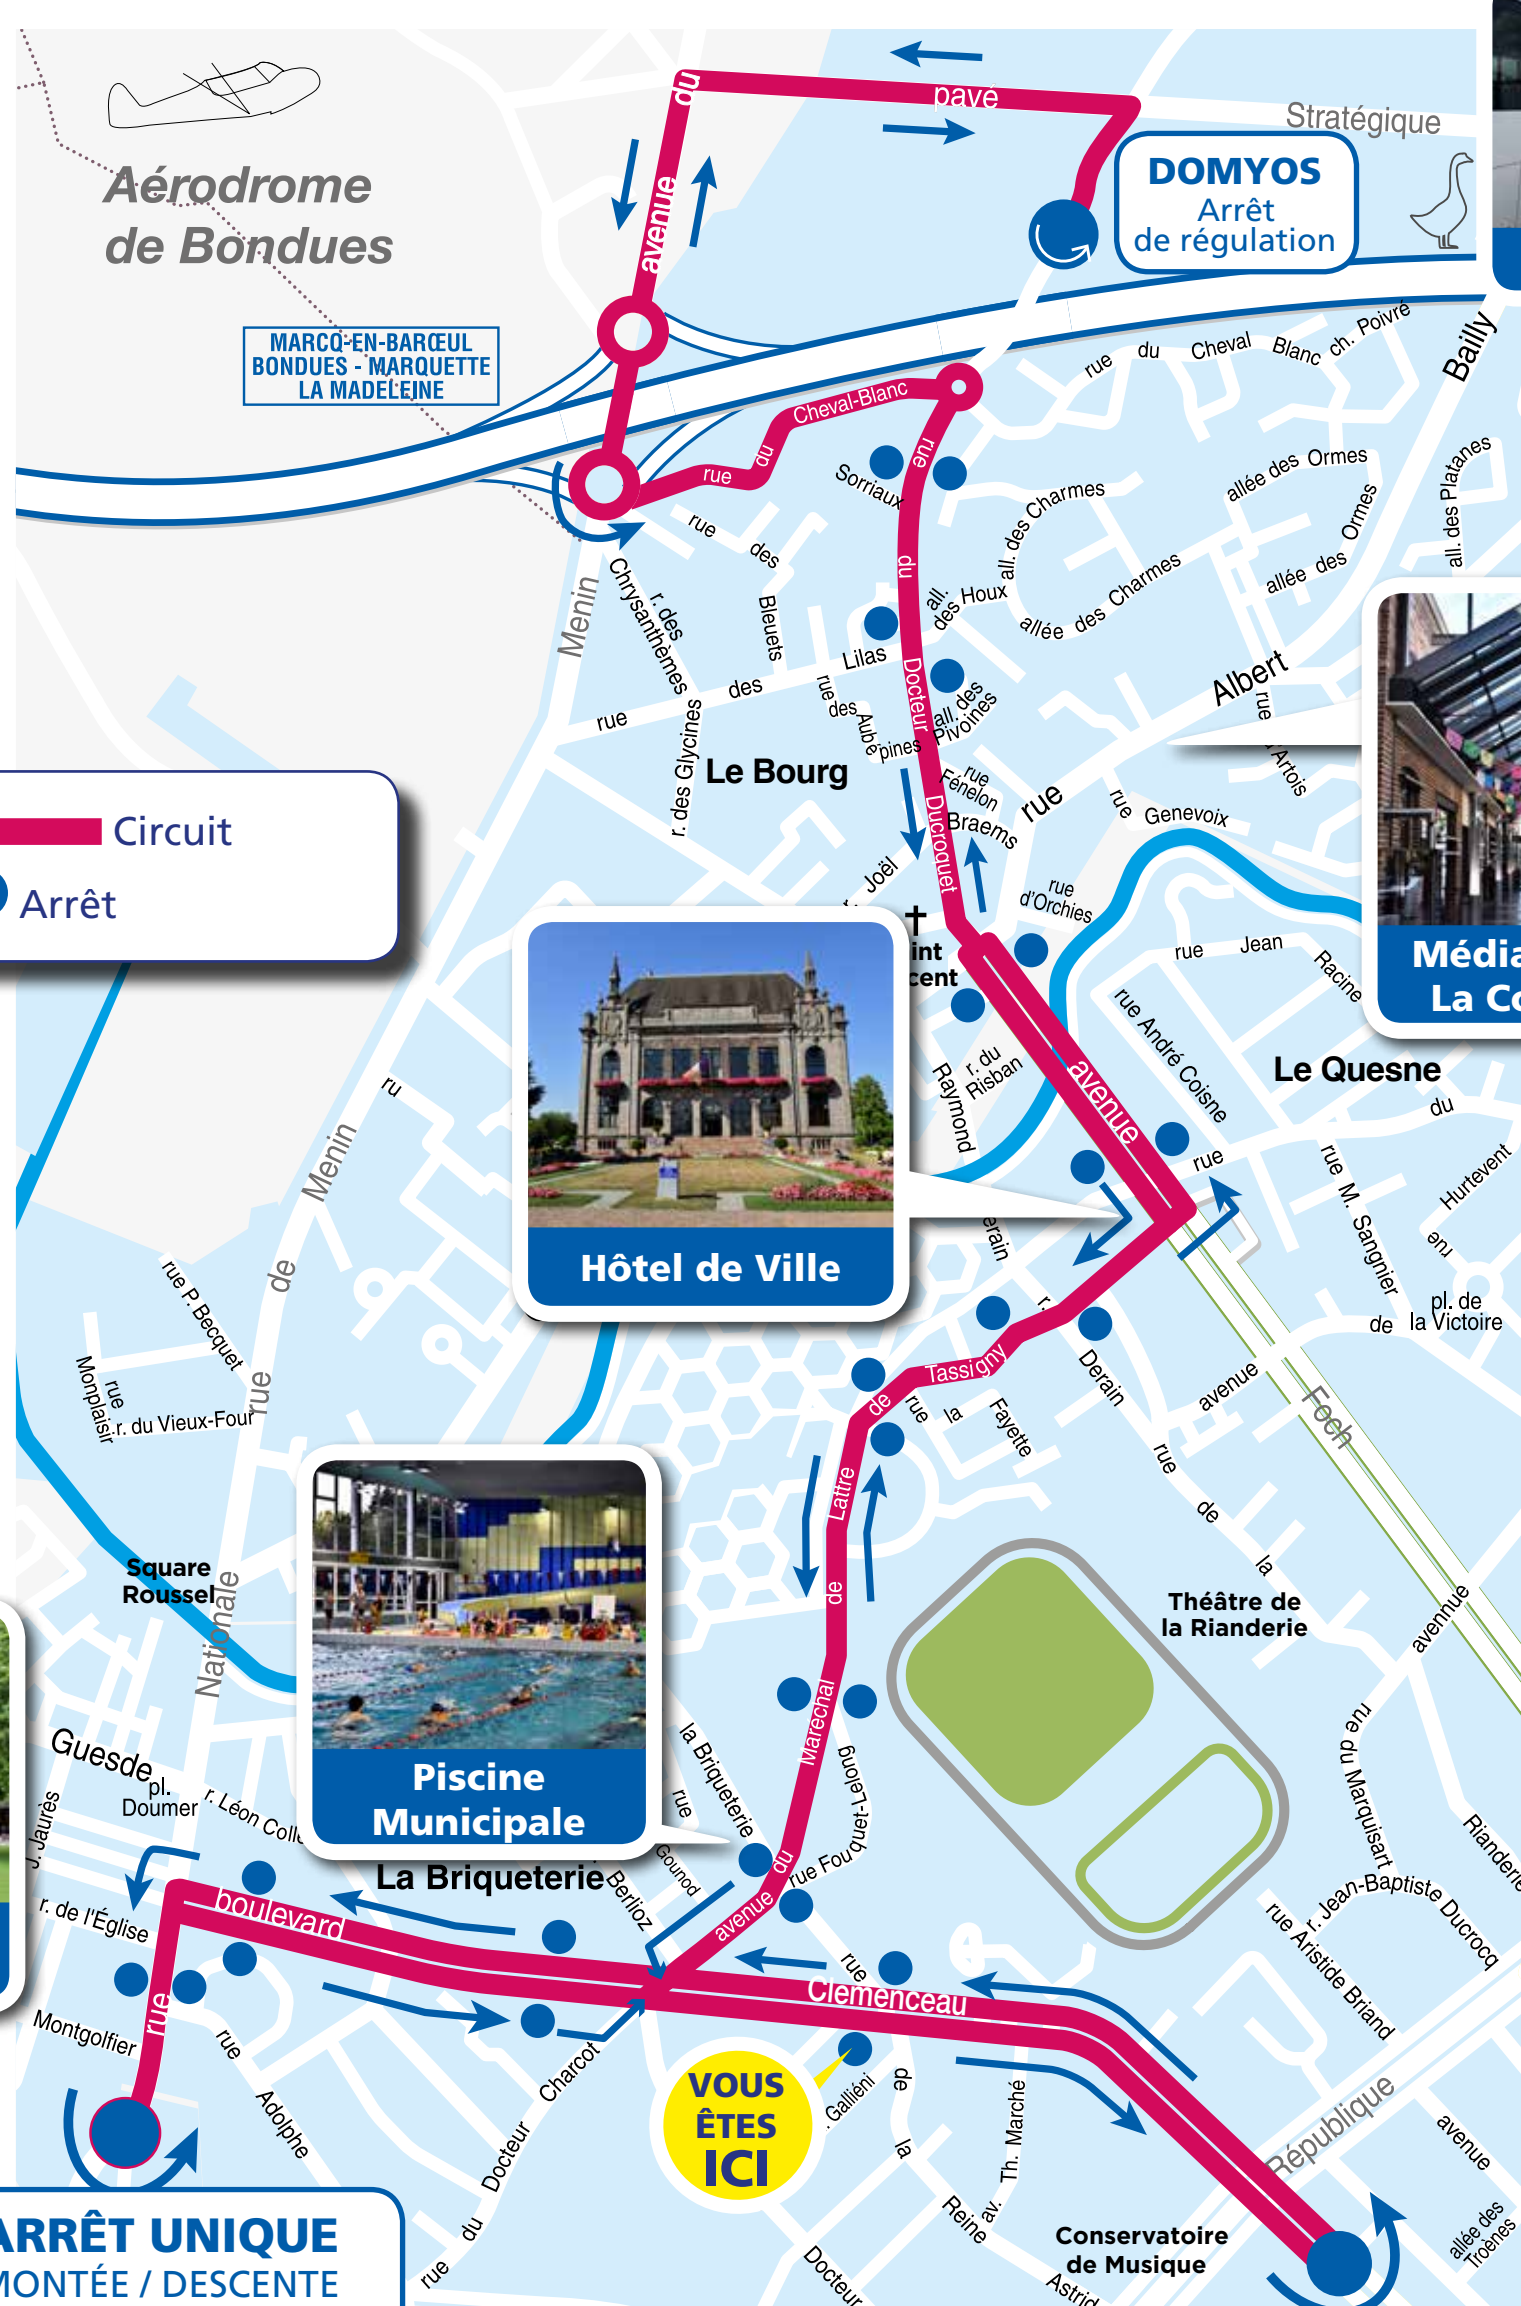 pavé
du
avenue
Stratégique
DOMYOS
Arrêt
de régulation
Aérodrome
de Bondues
MARCQ-EN-BARŒUL
BONDUES - MARQUETTE
LA MADELEINE
rue du Cheval Blanc
ch. Poivré
Bailly
rue du Cheval-Blanc
Sorriaux
rue du Docteur Ducroquet
all. des Charmes
allée des Ormes
allée des Ormes
all. des Platanes
rue des Bleuets
Menin
r. des
Chrysanthèmes
all.
des Houx
allée des Charmes
Lilas
rue des
rue
des
Aubépines
all. des
Pivoines
rue Albert
rue
Artois
r. des Glycines
Le Bourg
rue
Fénelon
Braems
rue
Genevoix
Circuit
Arrêt
Joël
rue
d'Orchies
rue Jean Racine
Média
La Co
int
cent
rue André Coisne
Le Quesne
r. du
Risban
Raymond
avenue
ru
Menin
de
rue
rue
du
Hurtevent
rue
rue M. Sangnier
Hôtel de Ville
erain
r.
Derain
pl. de
la Victoire
de
avenue
Foch
rue P. Becquet
rue
Monplaisir
r. du Vieux-Four
Tassigny
de
Lattre
de
Maréchal
du
avenue
rue
la
Fayette
rue
de
la
Square
Roussel
Nationale
Théâtre de
la Rianderie
avennue
rue du Marquisart
Rianderie
Piscine
Municipale
Guesde
pl.
Doumer
r. Léon Colle
J. Jaurès
la Briqueterie
rue
Gounod
rue Fouquet-Lelong
La Briqueterie
Berlioz
r. de l'Église
boulevard
Clemenceau
r. Jean-Baptiste Ducrocq
rue Aristide Briand
rue
Montgolfier
rue
Adolphe
rue du Docteur Charcot
VOUS
ÊTES
ICI
Galliéni
rue
de
la
Reine
Astrid
av. Th. Marché
République
avenue
allée des
Troènes
Conservatoire
de Musique
Docteur
ARRÊT UNIQUE
MONTÉE / DESCENTE